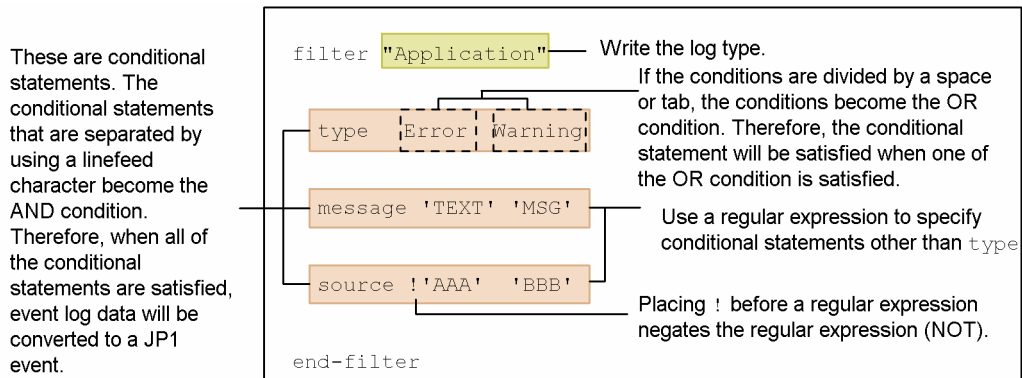 These are conditional
statements. The
conditional statements
that are separated by
using a linefeed
character become the
AND condition.
Therefore, when all of
the conditional
statements are satisfied,
event log data will be
converted to a JP1
event.
filter "Application"
Write the log type.
If the conditions are divided by a space
or tab, the conditions become the OR
condition. Therefore, the conditional
statement will be satisfied when one of
the OR condition is satisfied.
type Error Warning
message 'TEXT' 'MSG'
Use a regular expression to specify
conditional statements other than type
source !'AAA' 'BBB'
Placing ! before a regular expression
negates the regular expression (NOT).
end-filter